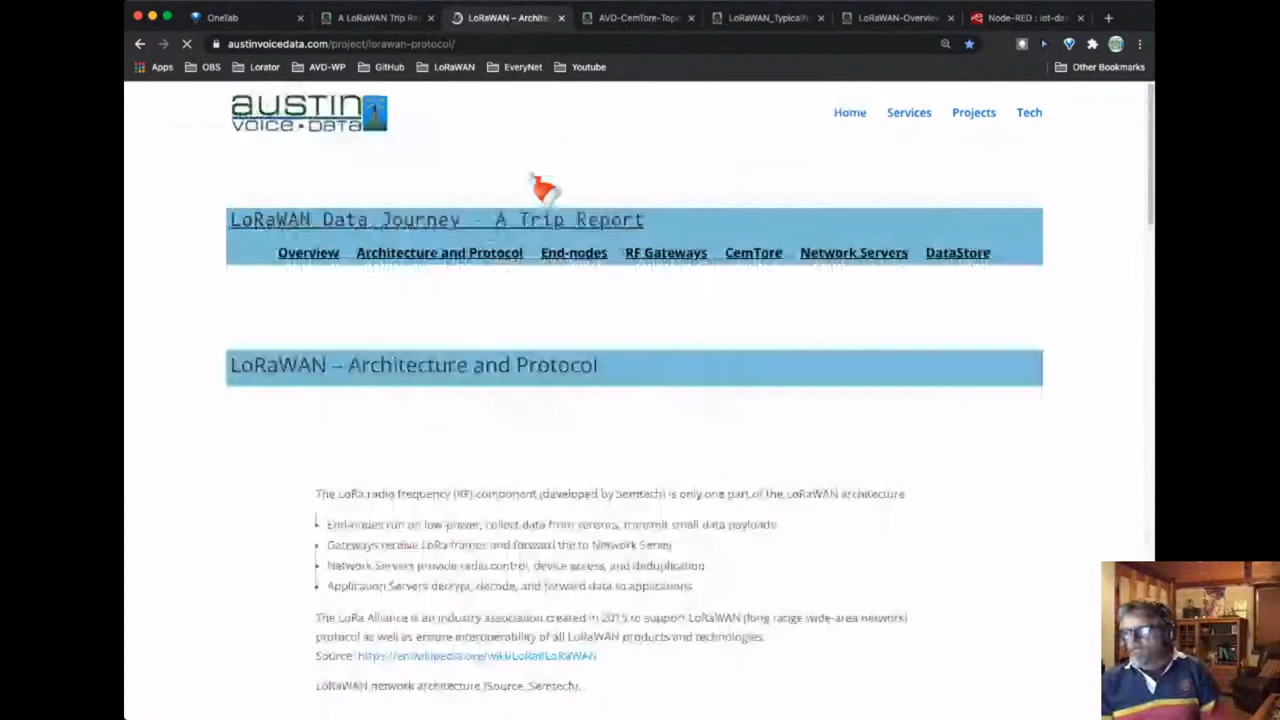 OneTab
A LoRaWAN Trip Re
LoRaWAN – Archite
AVD-CemTore-Topo
LoRaWAN_Typical
LoRaWAN-Overview
Node-RED : iot-da
austinvoicedata.com/project/lorawan-protocol/
Apps OBS Lorator AVD-WP GitHub LoRaWAN EveryNet Youtube Other Bookmarks
austin
voice • data
Home Services Projects Tech
LoRaWAN Data Journey - A Trip Report
Overview Architecture and Protocol End-nodes RF Gateways CemTore Network Servers DataStore
LoRaWAN – Architecture and Protocol
The LoRa radio frequency (RF) component (developed by Semtech) is only one part of the LoRaWAN architecture
End-nodes run on low-power, collect data from sensors, transmit small data payloads
Gateways receive LoRa frames and forward the to Network Server
Network Servers provide radio control, device access, and deduplication
Application Servers decrypt, decode, and forward data to applications
The LoRa Alliance is an industry association created in 2015 to support LoRaWAN (long range wide-area network)
protocol as well as ensure interoperability of all LoRaWAN products and technologies.
Source: https://en.wikipedia.org/wiki/LoRa#LoRaWAN
LoRaWAN network architecture (Source, Semtech).